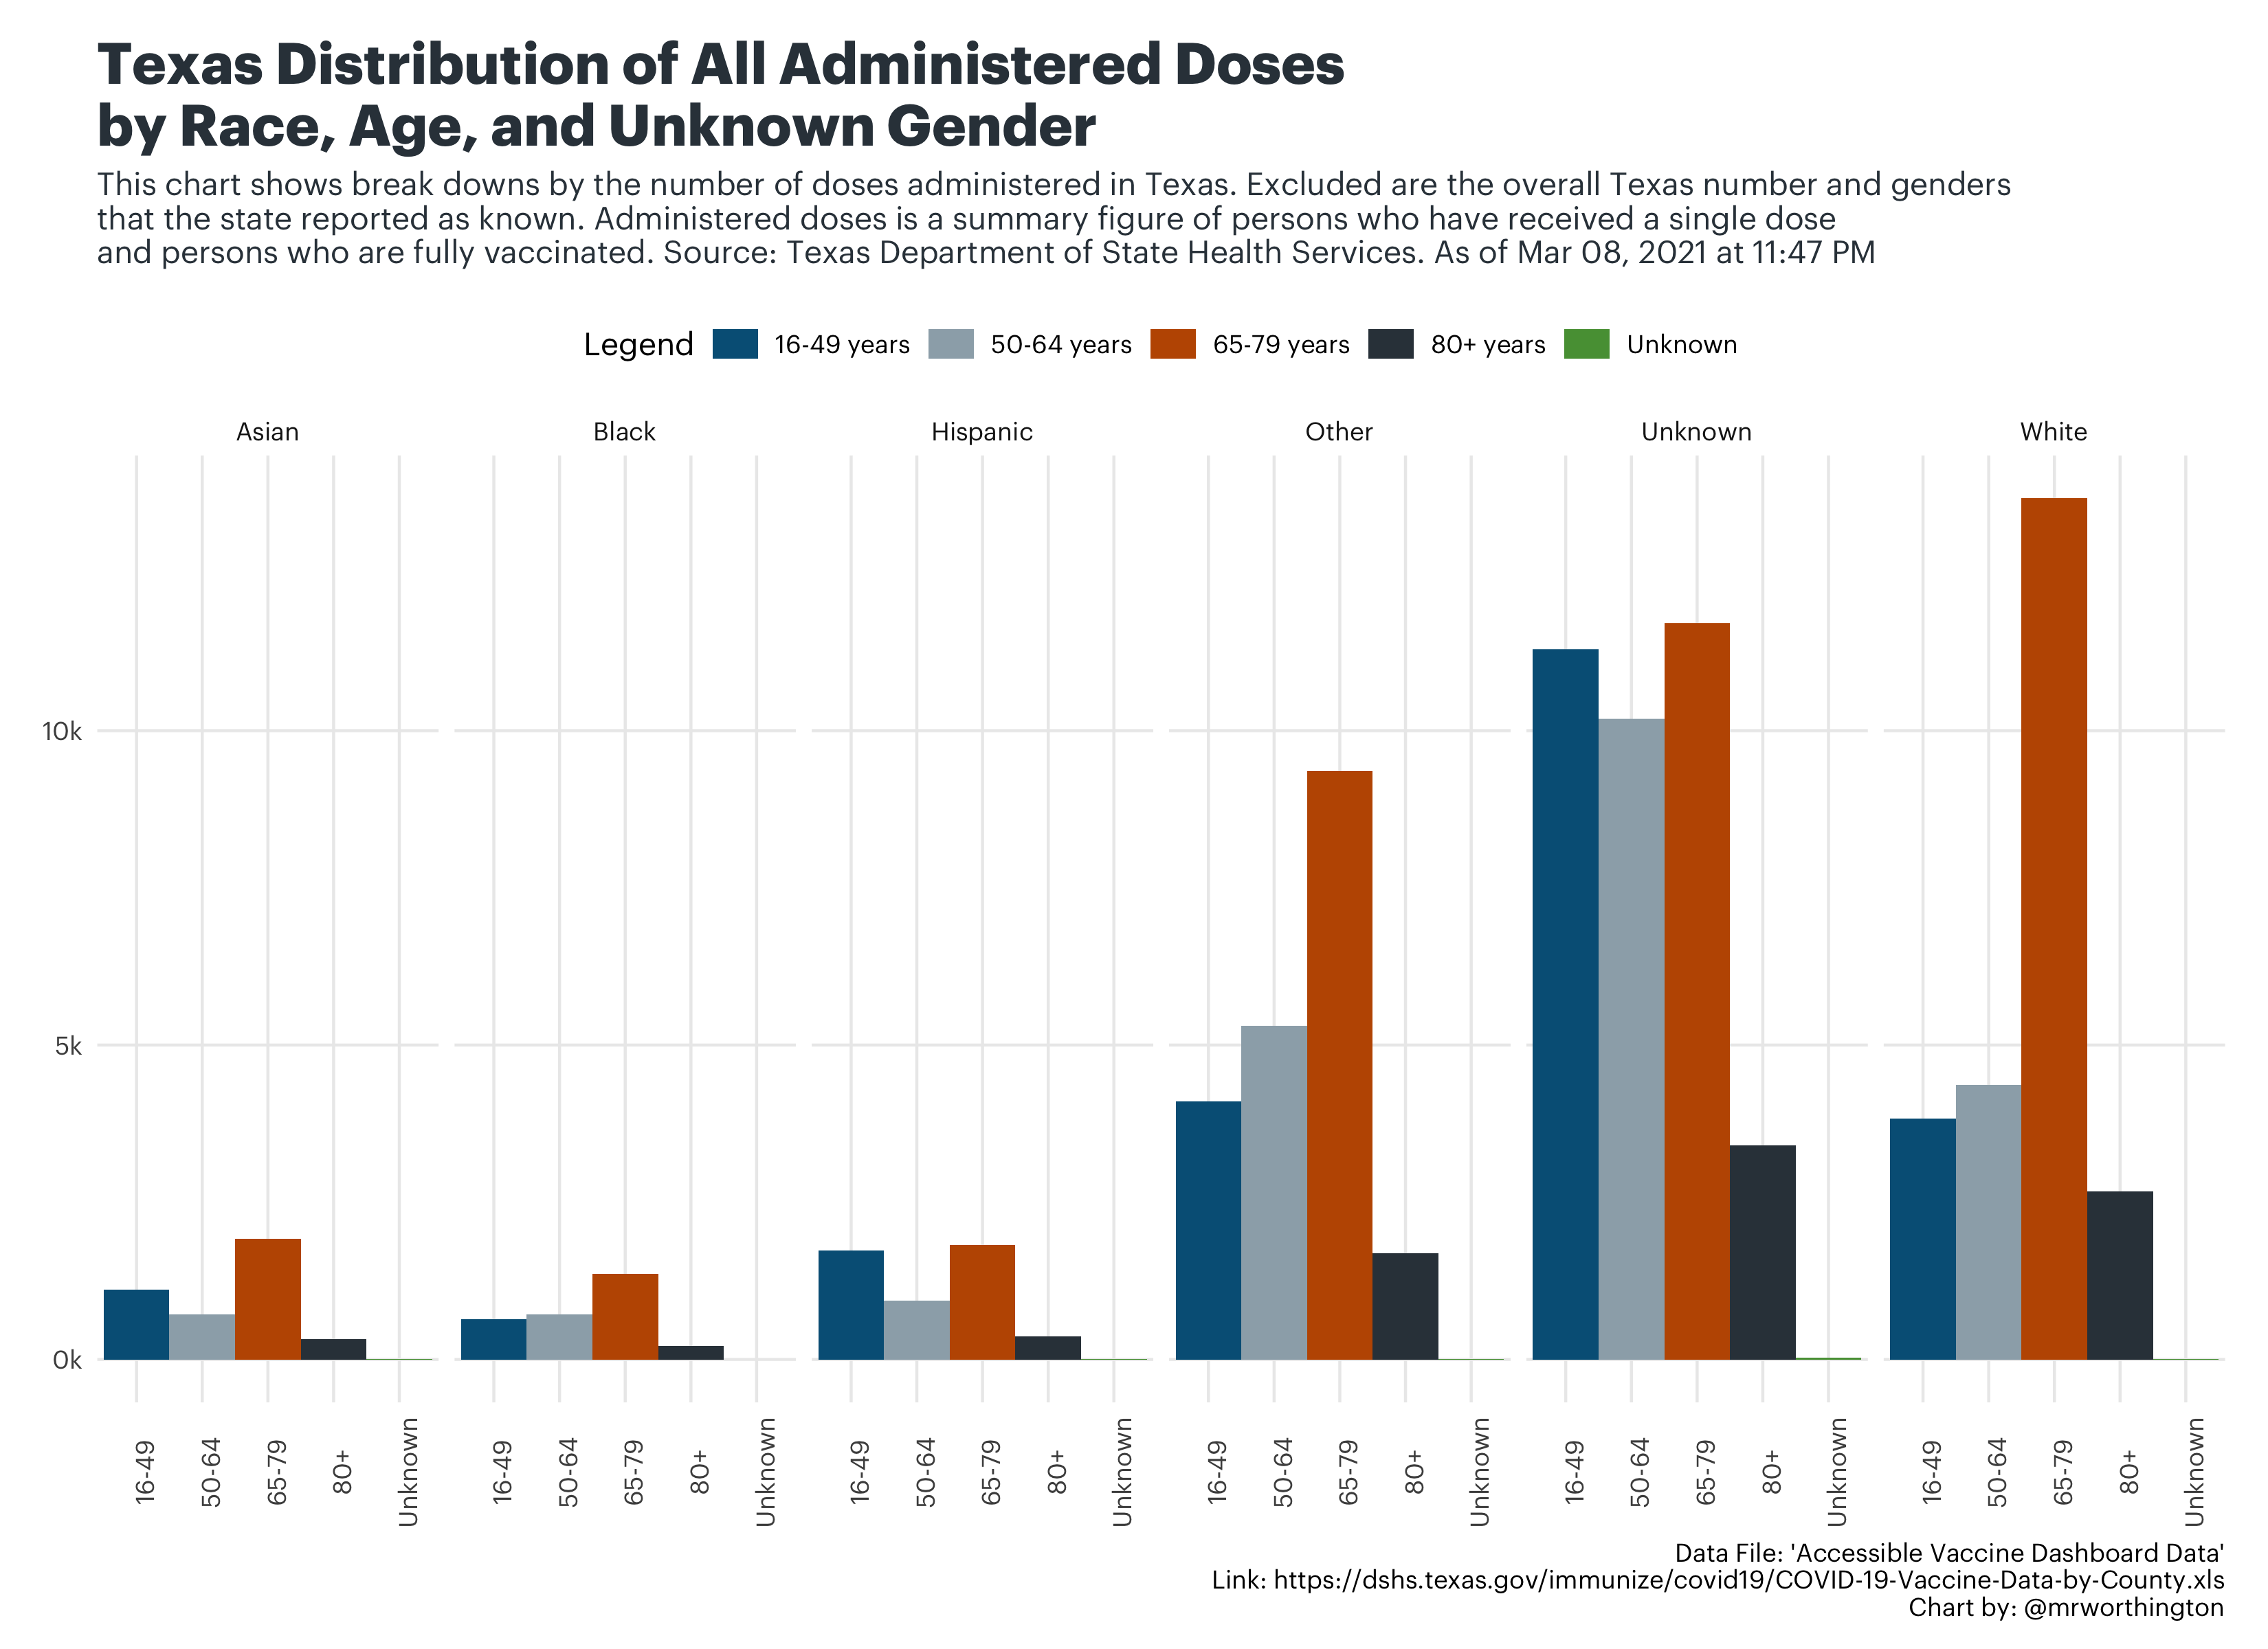 Texas Distribution of All Administered Doses
by Race, Age, and Unknown Gender
This chart shows break downs by the number of doses administered in Texas. Excluded are the overall Texas number and genders
that the state reported as known. Administered doses is a summary figure of persons who have received a single dose
and persons who are fully vaccinated. Source: Texas Department of State Health Services. As of Mar 08, 2021 at 11:47 PM
Legend 16-49 years 50-64 years 65-79 years 80+ years Unknown
Asian Black Hispanic Other Unknown White
10k
5k
0k
16-49 50-64 65-79 80+ Unknown 16-49 50-64 65-79 80+ Unknown 16-49 50-64 65-79 80+ Unknown 16-49 50-64 65-79 80+ Unknown 16-49 50-64 65-79 80+ Unknown 16-49 50-64 65-79 80+ Unknown
Data File: 'Accessible Vaccine Dashboard Data'
Link: https://dshs.texas.gov/immunize/covid19/COVID-19-Vaccine-Data-by-County.xls
Chart by: @mrworthington